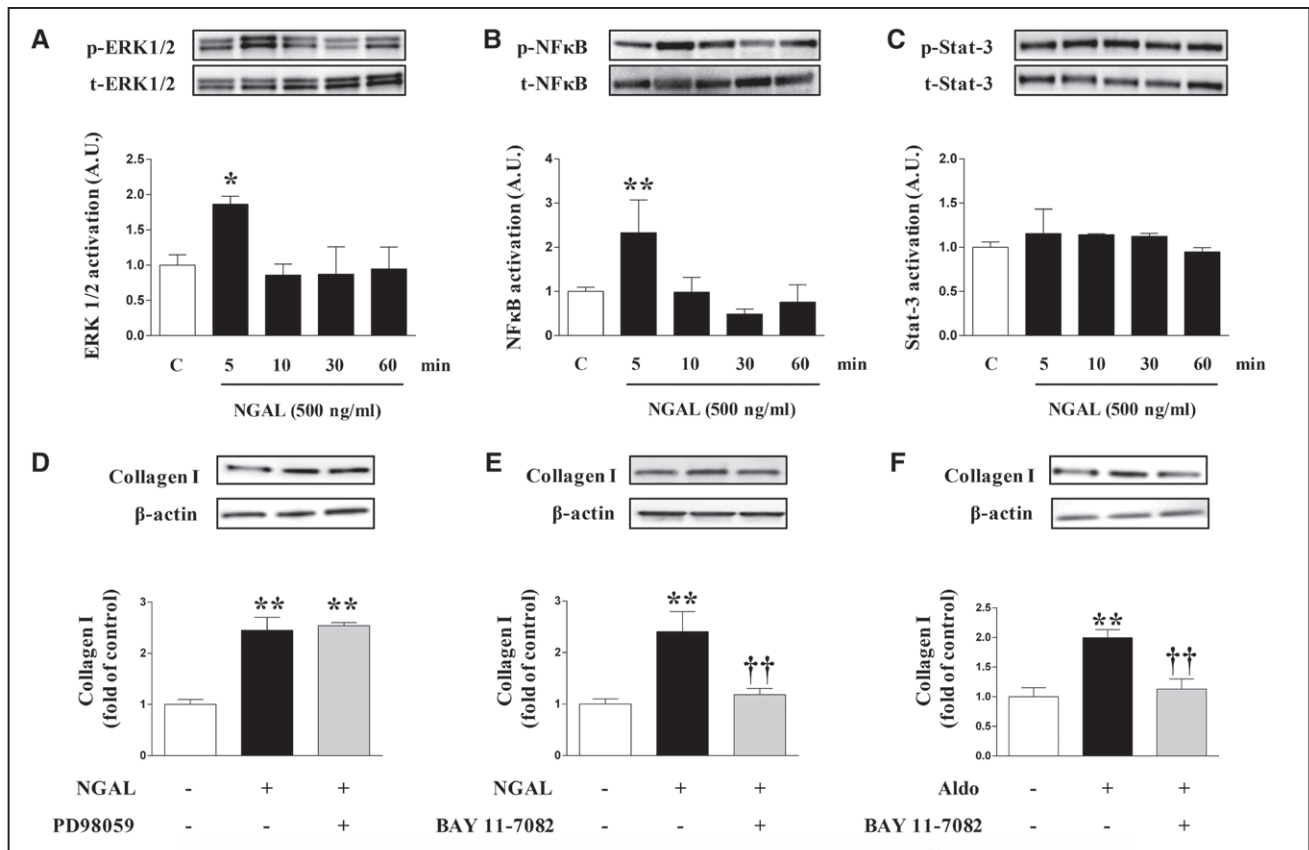 A
p-ERK1/2
t-ERK1/2
ERK 1/2 activation (A.U.)
2.5
2.0
1.5
1.0
0.5
0.0
*
C 5 10 30 60 min
NGAL (500 ng/ml)
B
p-NFκB
t-NFκB
NFκB activation (A.U.)
4
3
2
1
0
**
C 5 10 30 60 min
NGAL (500 ng/ml)
C
p-Stat-3
t-Stat-3
Stat-3 activation (A.U.)
2.0
1.5
1.0
0.5
0.0
C 5 10 30 60 min
NGAL (500 ng/ml)
D
Collagen I
β-actin
Collagen I
(fold of control)
3
2
1
0
** **
NGAL - + +
PD98059 - - +
E
Collagen I
β-actin
Collagen I
(fold of control)
3
2
1
0
** ††
NGAL - + +
BAY 11-7082 - - +
F
Collagen I
β-actin
Collagen I
(fold of control)
2.5
2.0
1.5
1.0
0.5
0.0
** ††
Aldo - + +
BAY 11-7082 - - +